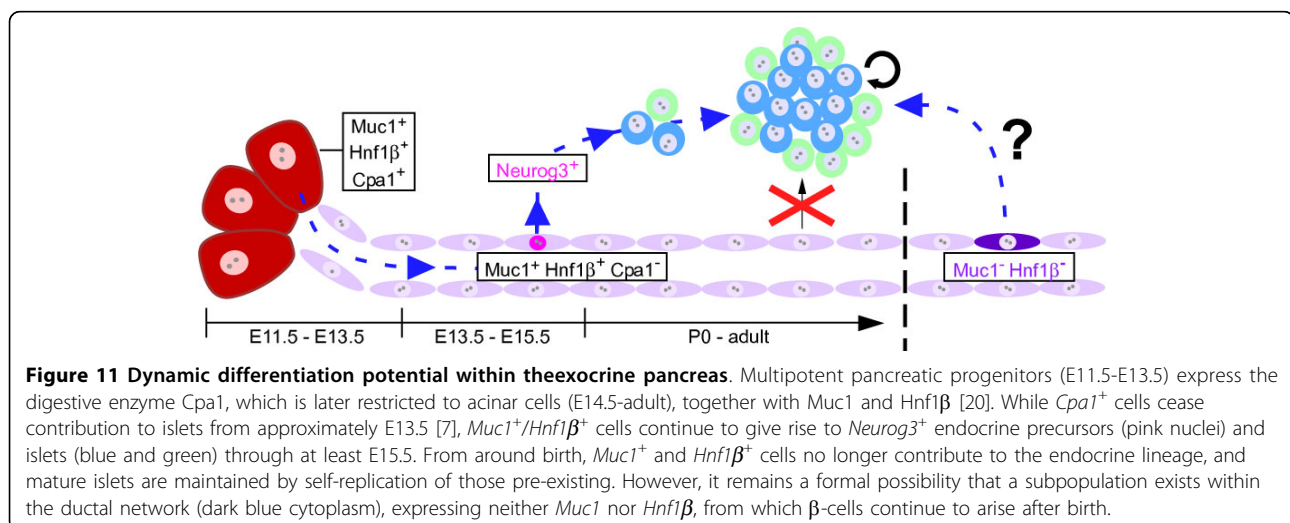 Muc1⁺
Hnf1β⁺
Cpa1⁺
Neurog3⁺
?
Muc1⁺ Hnf1β⁺ Cpa1⁻
Muc1⁻ Hnf1β⁻
E11.5 - E13.5
E13.5 - E15.5
P0 - adult
Figure 11 Dynamic differentiation potential within theexocrine pancreas. Multipotent pancreatic progenitors (E11.5-E13.5) express the
digestive enzyme Cpa1, which is later restricted to acinar cells (E14.5-adult), together with Muc1 and Hnf1β [20]. While Cpa1⁺ cells cease
contribution to islets from approximately E13.5 [7], Muc1⁺/Hnf1β⁺ cells continue to give rise to Neurog3⁺ endocrine precursors (pink nuclei) and
islets (blue and green) through at least E15.5. From around birth, Muc1⁺ and Hnf1β⁺ cells no longer contribute to the endocrine lineage, and
mature islets are maintained by self-replication of those pre-existing. However, it remains a formal possibility that a subpopulation exists within
the ductal network (dark blue cytoplasm), expressing neither Muc1 nor Hnf1β, from which β-cells continue to arise after birth.